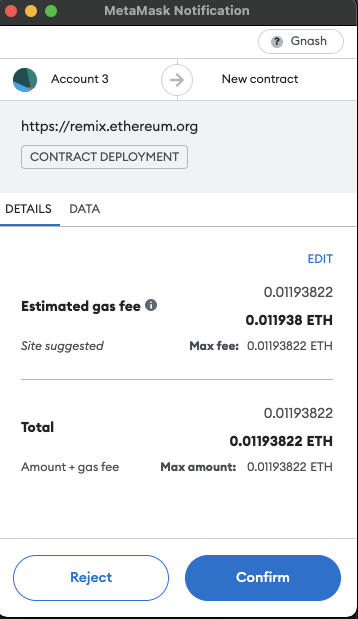 MetaMask Notification
? Gnash
Account 3 New contract
https://remix.ethereum.org
CONTRACT DEPLOYMENT
DETAILS DATA
EDIT
0.01193822
Estimated gas fee i 0.011938 ETH
Site suggested Max fee: 0.01193822 ETH
0.01193822
Total 0.01193822 ETH
Amount + gas fee Max amount: 0.01193822 ETH
Reject Confirm